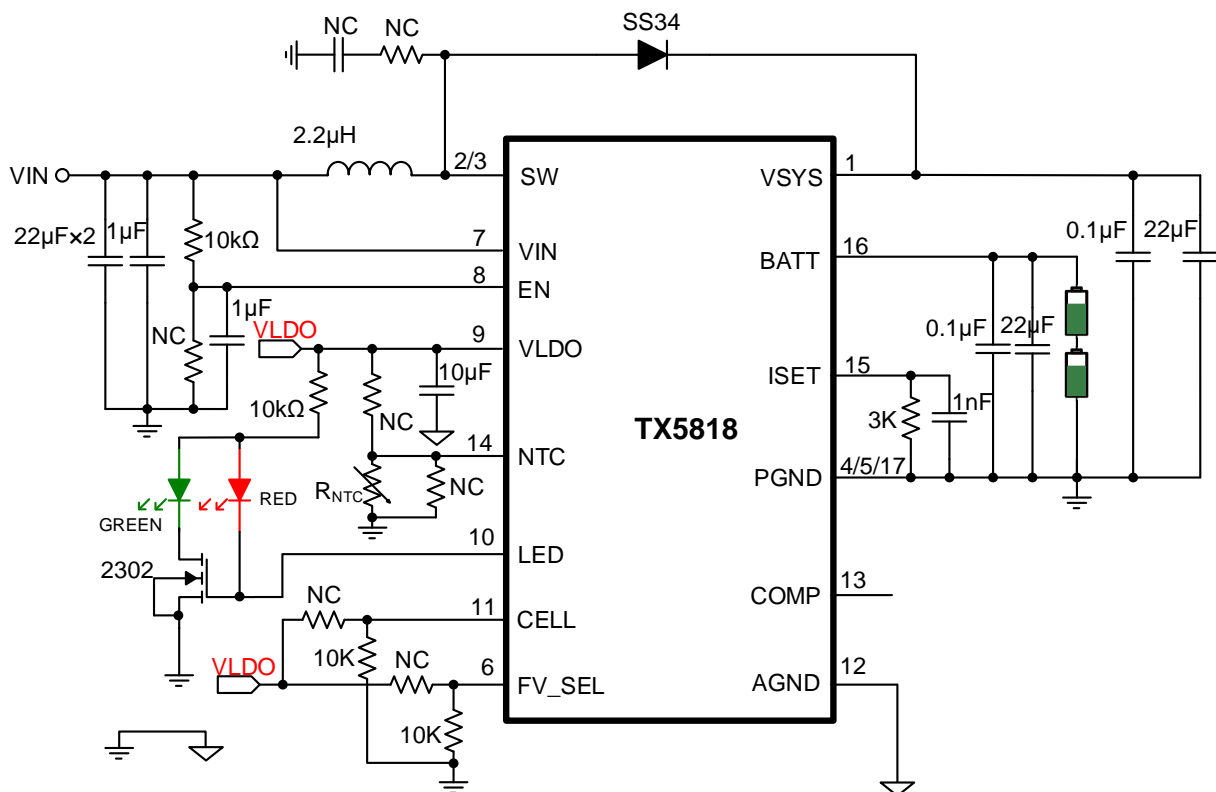 NC
NC
SS34
2.2µH
2/3
SW
VSYS
1
VIN
22µF×2
1µF
10kΩ
7
VIN
0.1µF
22µF
16
BATT
8
EN
NC
1µF
VLDO
9
VLDO
0.1µF
22µF
10kΩ
NC
10µF
ISET
15
3K
1nF
TX5818
14
NTC
RNTC
NC
PGND
4/5/17
GREEN
RED
10
LED
2302
NC
11
CELL
COMP
13
VLDO
10K
NC
6
FV_SEL
AGND
12
10K